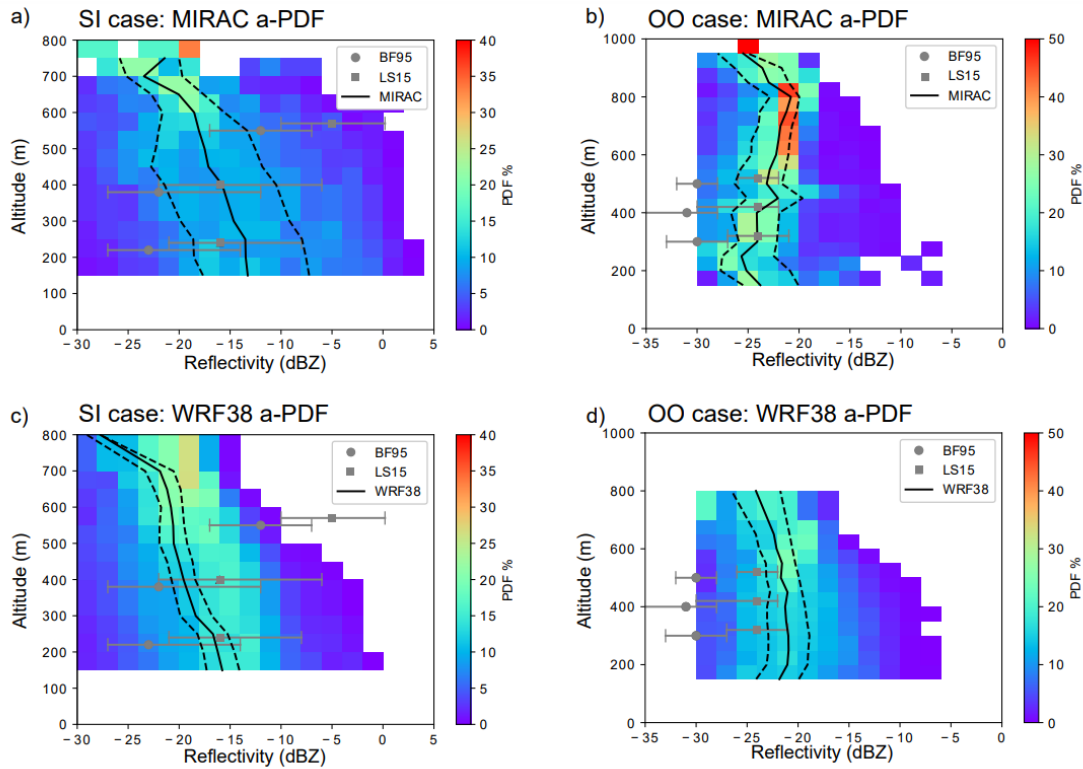 a) SI case: MIRAC a-PDF
800
700
600
500
400
300
200
100
0
Altitude (m)
−30 −25 −20 −15 −10 −5 0 5
Reflectivity (dBZ)
BF95
LS15
MIRAC
40
35
30
25
20
15
10
5
0
PDF %
b) OO case: MIRAC a-PDF
1000
800
600
400
200
0
Altitude (m)
−35 −30 −25 −20 −15 −10 −5 0
Reflectivity (dBZ)
BF95
LS15
MIRAC
50
40
30
20
10
0
PDF %
c) SI case: WRF38 a-PDF
800
700
600
500
400
300
200
100
0
Altitude (m)
−30 −25 −20 −15 −10 −5 0 5
Reflectivity (dBZ)
BF95
LS15
WRF38
40
35
30
25
20
15
10
5
0
PDF %
d) OO case: WRF38 a-PDF
1000
800
600
400
200
0
Altitude (m)
−35 −30 −25 −20 −15 −10 −5 0
Reflectivity (dBZ)
BF95
LS15
WRF38
50
40
30
20
10
0
PDF %